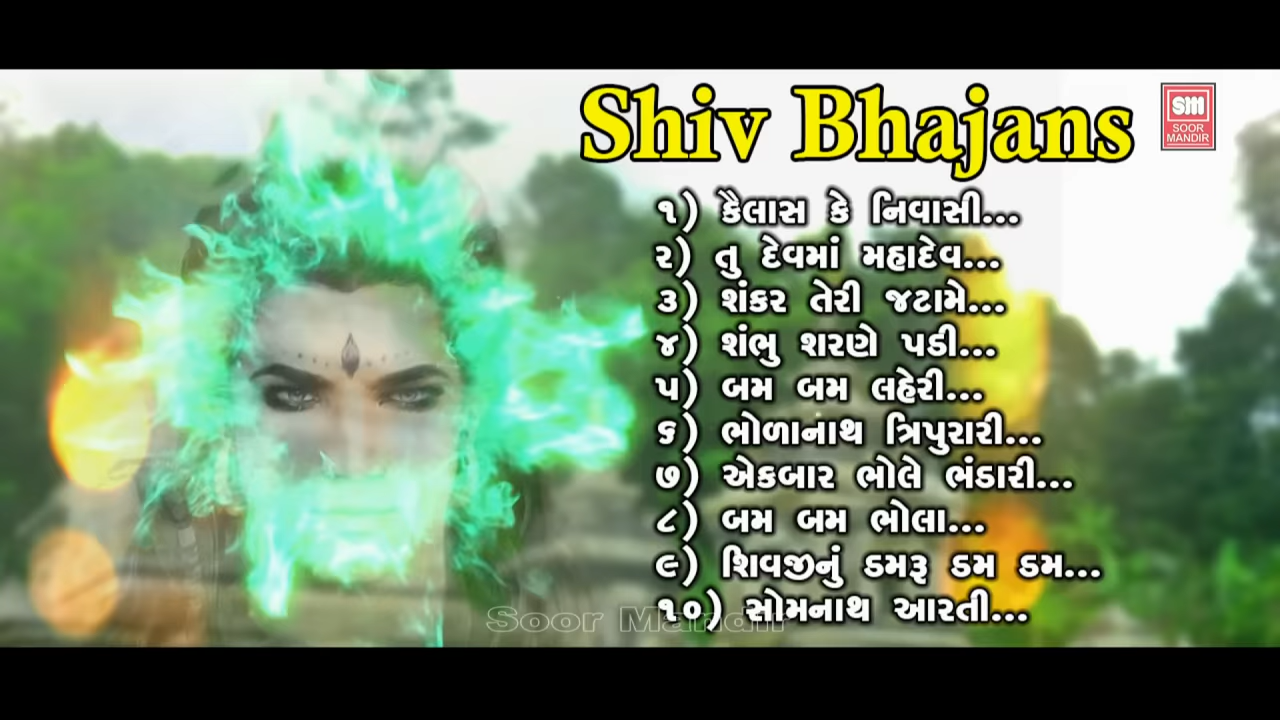 Shiv Bhajans
SM
SOOR
MANDIR
૧) કૈલાસ કે નિવાસી...
૨) તુ દેવમાં મહાદેવ...
૩) શંકર તેરી જટામે...
૪) શંભુ શરણે પડી...
૫) બમ બમ લહેરી...
૬) ભોળાનાથ ત્રિપુરારી...
૭) એકબાર ભોલે ભંડારી...
૮) બમ બમ ભોલા...
૯) શિવજીનું ડમરૂ ડમ ડમ...
૧૦) સોમનાથ આરતી...
Soor Mandir